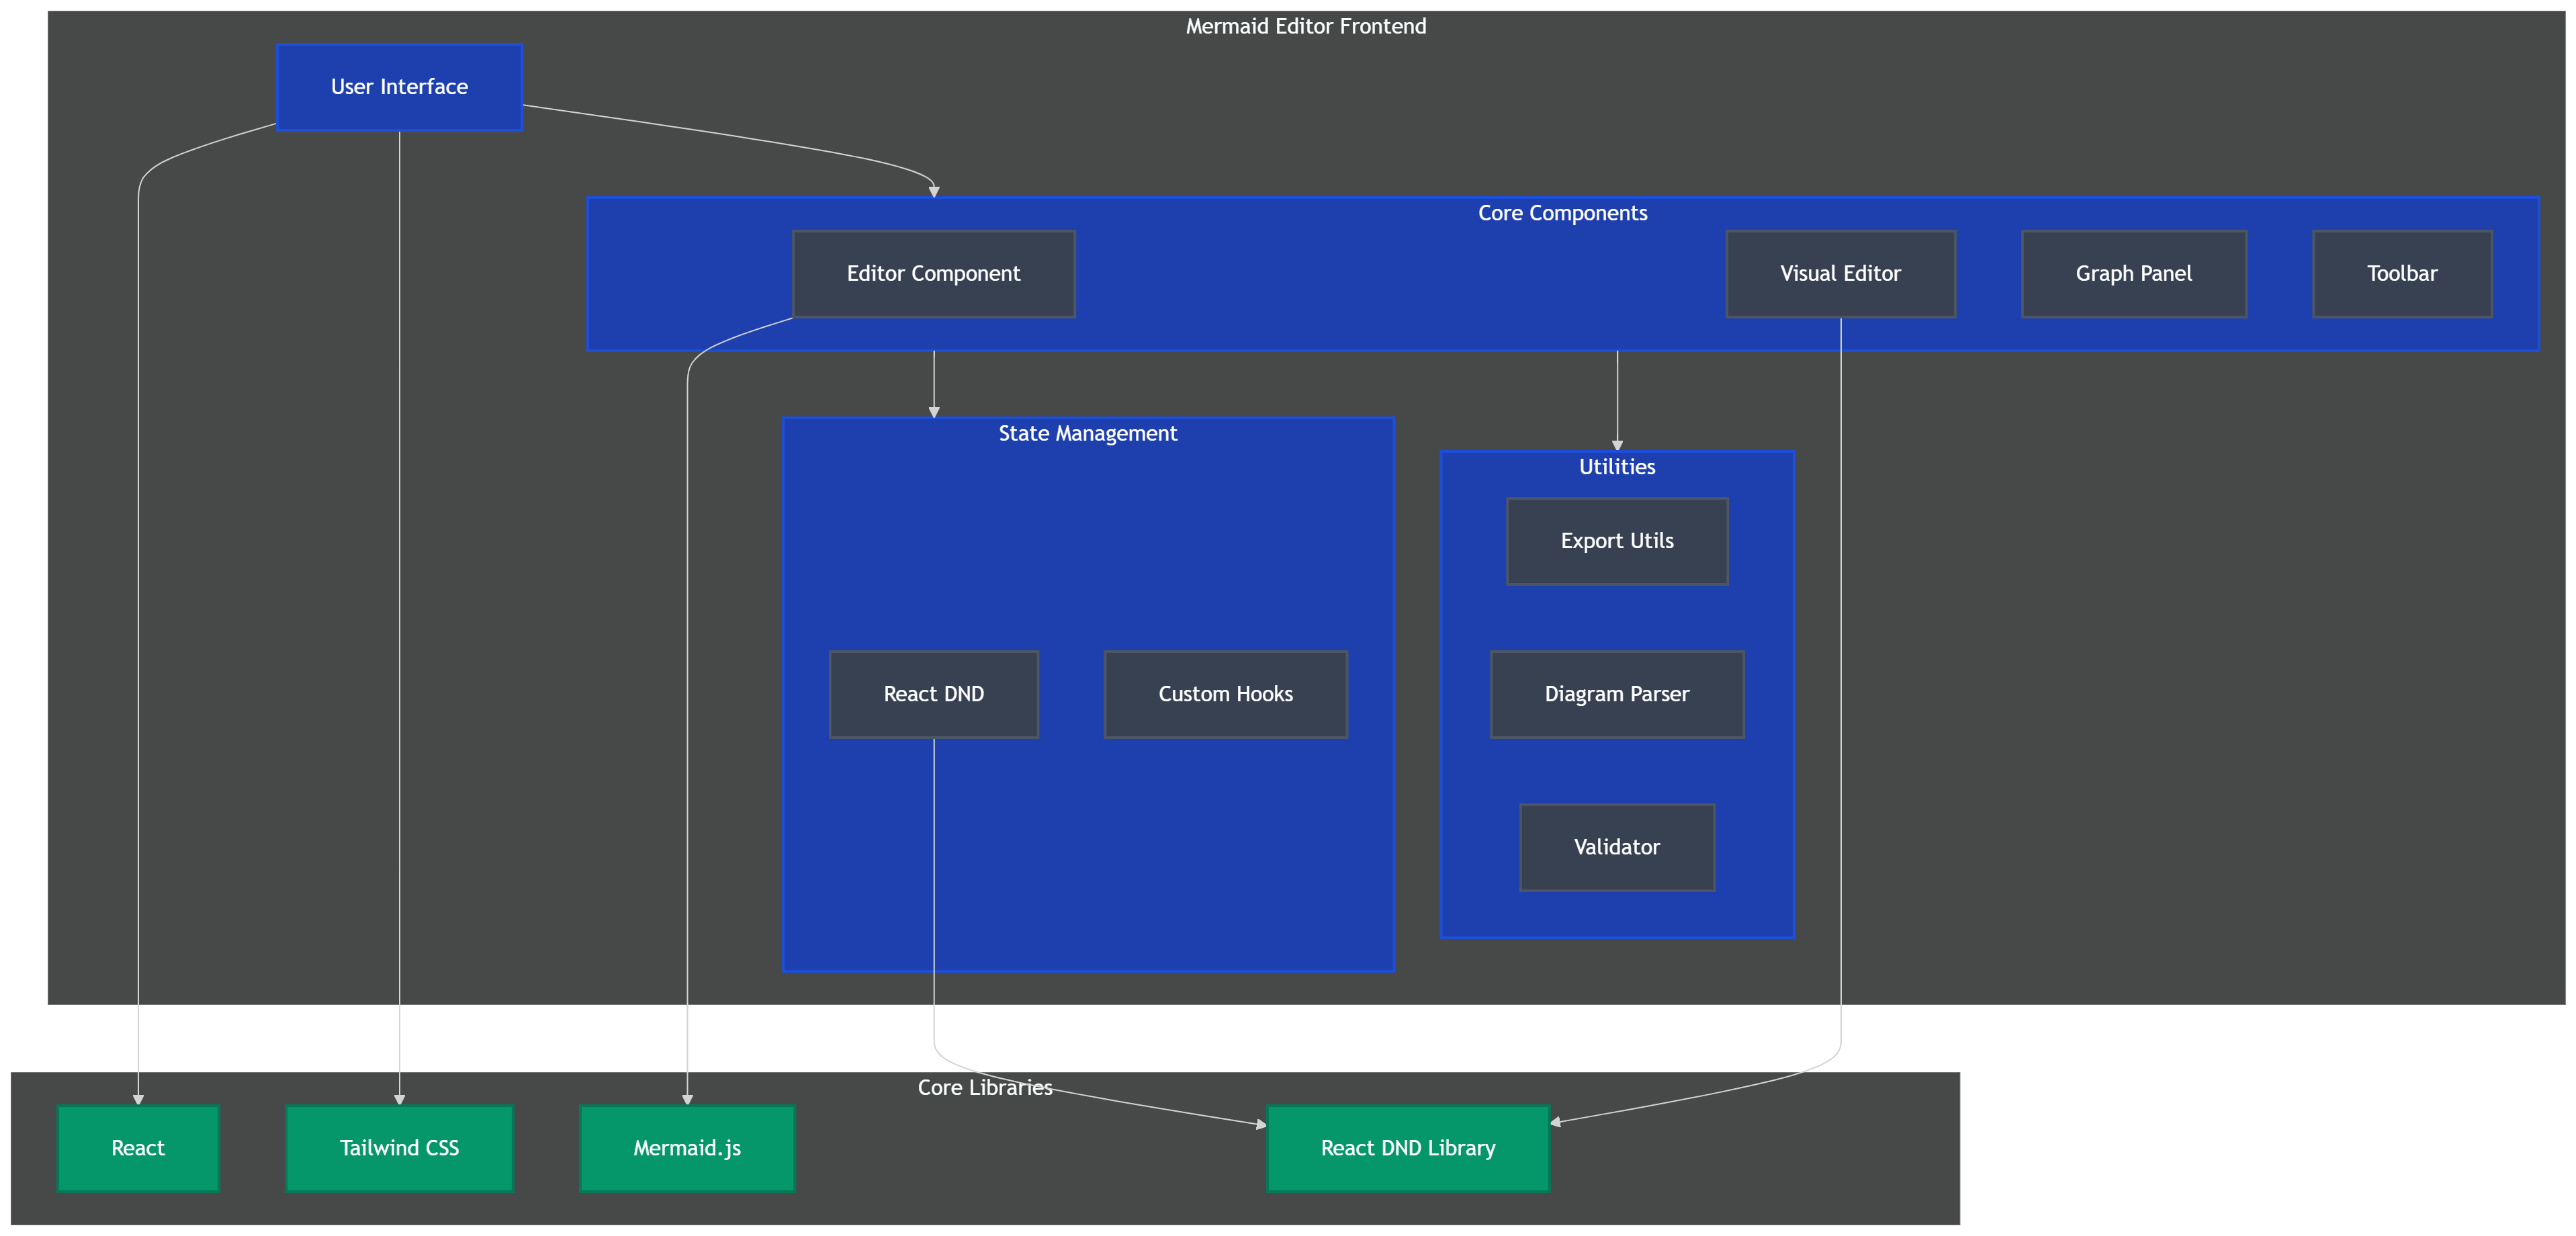 Mermaid Editor Frontend
User Interface
Core Components
Editor Component
Visual Editor
Graph Panel
Toolbar
State Management
React DND
Custom Hooks
Utilities
Export Utils
Diagram Parser
Validator
Core Libraries
React
Tailwind CSS
Mermaid.js
React DND Library